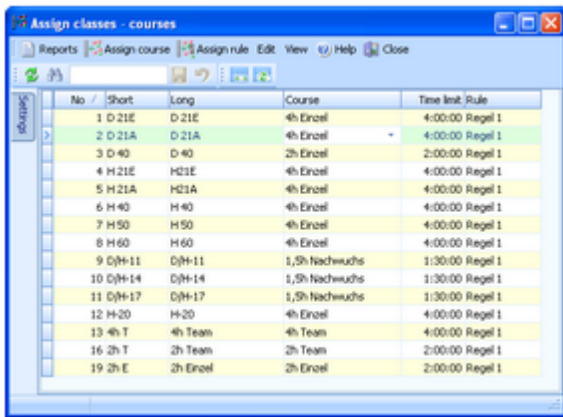 Assign classes - courses
Reports Assign course Assign rule Edit View Help Close
Settings
No / Short Long Course Time limit Rule
1 D 21E D 21E 4h Einzel 4:00:00 Regel 1
2 D 21A D 21A 4h Einzel 4:00:00 Regel 1
3 D 40 D 40 2h Einzel 2:00:00 Regel 1
4 H 21E H21E 4h Einzel 4:00:00 Regel 1
5 H 21A H21A 4h Einzel 4:00:00 Regel 1
6 H 40 H 40 4h Einzel 4:00:00 Regel 1
7 H 50 H 50 4h Einzel 4:00:00 Regel 1
8 H 60 H 60 4h Einzel 4:00:00 Regel 1
9 D/H-11 D/H-11 1,5h Nachwuchs 1:30:00 Regel 1
10 D/H-14 D/H-14 1,5h Nachwuchs 1:30:00 Regel 1
11 D/H-17 D/H-17 1,5h Nachwuchs 1:30:00 Regel 1
12 H-20 H-20 4h Einzel 4:00:00 Regel 1
13 4h T 4h Team 4h Team 4:00:00 Regel 1
16 2h T 2h Team 2h Team 2:00:00 Regel 1
19 2h E 2h Einzel 2h Einzel 2:00:00 Regel 1